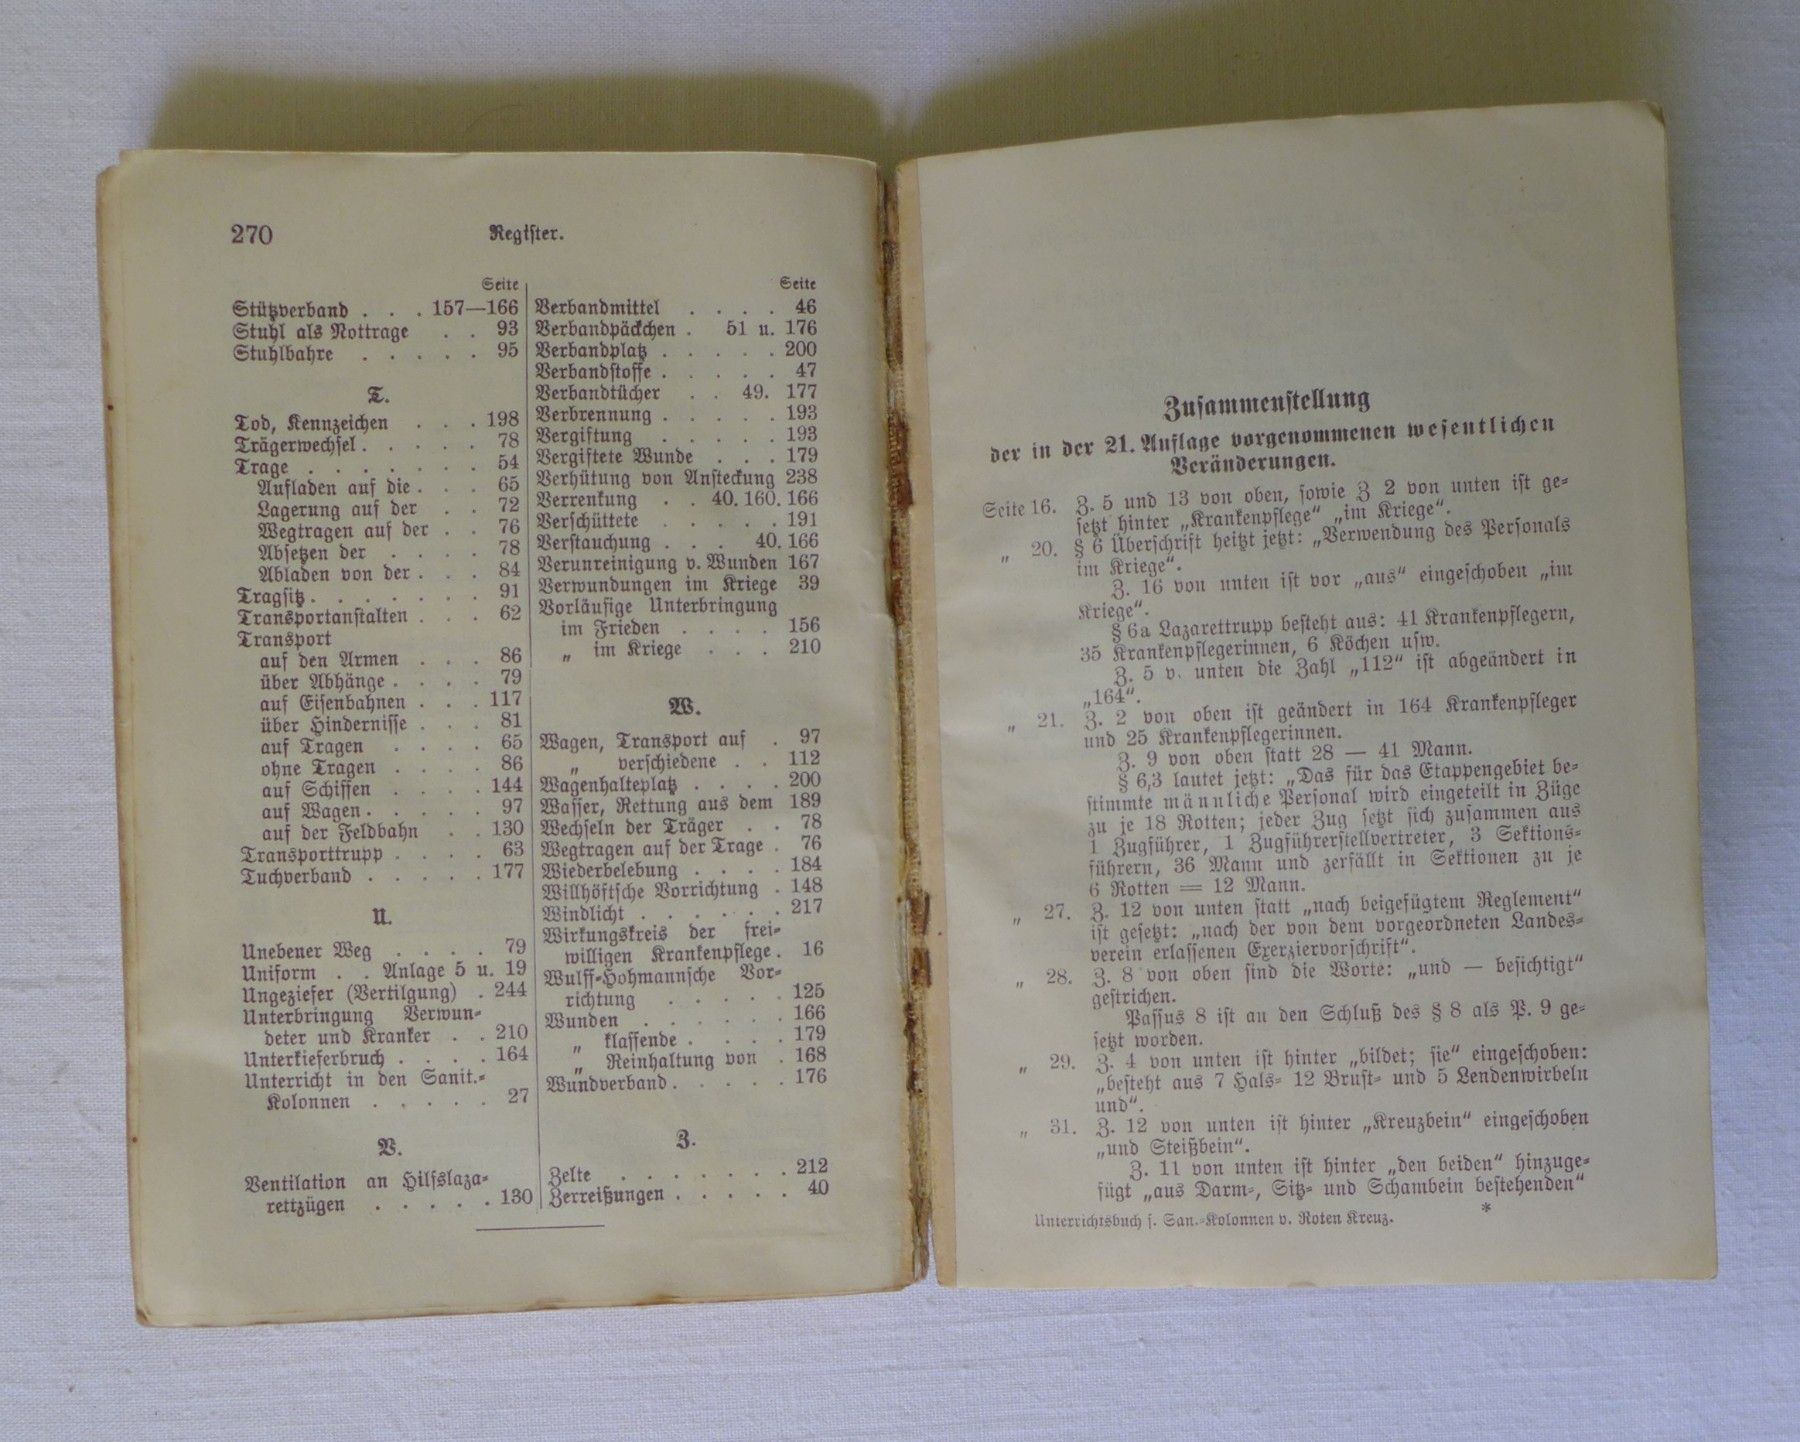 270 Register.
Seite
Stützverband . . . 157—166
Stuhl als Nottrage . . 93
Stuhlbahre . . . . . 95
T.
Tod, Kennzeichen . . . 198
Trägerwechsel . . . . . 78
Trage . . . . . . . 54
Aufladen auf die . . . 65
Lagerung auf der . . 72
Wegtragen auf der . . 76
Absetzen der . . . . 78
Abladen von der . . . 84
Tragsitz . . . . . . . 91
Transportanstalten . . . 62
Transport
auf den Armen . . . 86
über Abhänge . . . . 79
auf Eisenbahnen . . . 117
über Hindernisse . . . 81
auf Tragen . . . . 65
ohne Tragen . . . . 86
auf Schiffen . . . . 144
auf Wagen . . . . . 97
auf der Feldbahn . . 130
Transporttrupp . . . . 63
Tuchverband . . . . . 177
U.
Unebener Weg . . . . 79
Uniform . . Anlage 5 u. 19
Ungeziefer (Vertilgung) . 244
Unterbringung Verwun-
deter und Kranker . . 210
Unterkieferbruch . . . . 164
Unterricht in den Sanit.-
Kolonnen . . . . . 27
V.
Ventilation an Hilfslaza-
rettzügen . . . . . 130
Seite
Verbandmittel . . . . 46
Verbandpäckchen . 51 u. 176
Verbandplatz . . . . . 200
Verbandstoffe . . . . . 47
Verbandtücher . . 49. 177
Verbrennung . . . . . 193
Vergiftung . . . . . 193
Vergiftete Wunde . . . 179
Verhütung von Ansteckung 238
Verrenkung . . 40. 160. 166
Verschüttete . . . . . 191
Verstauchung . . . 40. 166
Verunreinigung v. Wunden 167
Verwundungen im Kriege 39
Vorläufige Unterbringung
im Frieden . . . . 156
„ im Kriege . . . 210
W.
Wagen, Transport auf . 97
„ verschiedene . . 112
Wagenhalteplatz . . . . 200
Wasser, Rettung aus dem 189
Wechseln der Träger . . 78
Wegtragen auf der Trage . 76
Wiederbelebung . . . . 184
Willhöftsche Vorrichtung . 148
Windlicht . . . . . . 217
Wirkungskreis der frei-
willigen Krankenpflege . 16
Wulff-Hohmannsche Vor-
richtung . . . . . 125
Wunden . . . . . . 166
„ klaffende . . . . 179
„ Reinhaltung von . 168
Wundverband . . . . . 176
Z.
Zelte . . . . . . . 212
Zerreißungen . . . . . 40
Zusammenstellung
der in der 21. Auflage vorgenommenen wesentlichen
Veränderungen.
Seite 16. Z. 5 und 13 von oben, sowie Z 2 von unten ist ge-
setzt hinter „Krankenpflege“ „im Kriege“.
„ 20. § 6 Überschrift heißt jetzt: „Verwendung des Personals
im Kriege“.
Z. 16 von unten ist vor „aus“ eingeschoben „im
Kriege“.
§ 6a Lazarettrupp besteht aus: 41 Krankenpflegern,
35 Krankenpflegerinnen, 6 Köchen usw.
Z. 5 v. unten die Zahl „112“ ist abgeändert in
„164“.
„ 21. Z. 2 von oben ist geändert in 164 Krankenpfleger
und 25 Krankenpflegerinnen.
Z. 9 von oben statt 28 — 41 Mann.
§ 6,3 lautet jetzt: „Das für das Etappengebiet be-
stimmte männliche Personal wird eingeteilt in Züge
zu je 18 Rotten; jeder Zug setzt sich zusammen aus
1 Zugführer, 1 Zugführerstellvertreter, 3 Sektions-
führern, 36 Mann und zerfällt in Sektionen zu je
6 Rotten = 12 Mann.
„ 27. Z. 12 von unten statt „nach beigefügtem Reglement“
ist gesetzt: „nach der von dem vorgeordneten Landes-
verein erlassenen Exerziervorschrift“.
„ 28. Z. 8 von oben sind die Worte: „und — besichtigt“
gestrichen.
Passus 8 ist an den Schluß des § 8 als P. 9 ge-
setzt worden.
„ 29. Z. 4 von unten ist hinter „bildet; sie“ eingeschoben:
„besteht aus 7 Hals- 12 Brust- und 5 Lendenwirbeln
und“.
„ 31. Z. 12 von unten ist hinter „Kreuzbein“ eingeschoben
„und Steißbein“.
Z. 11 von unten ist hinter „den beiden“ hinzuge-
fügt „aus Darm-, Sitz- und Schambein bestehenden“
Unterrichtsbuch f. San.-Kolonnen v. Roten Kreuz. *